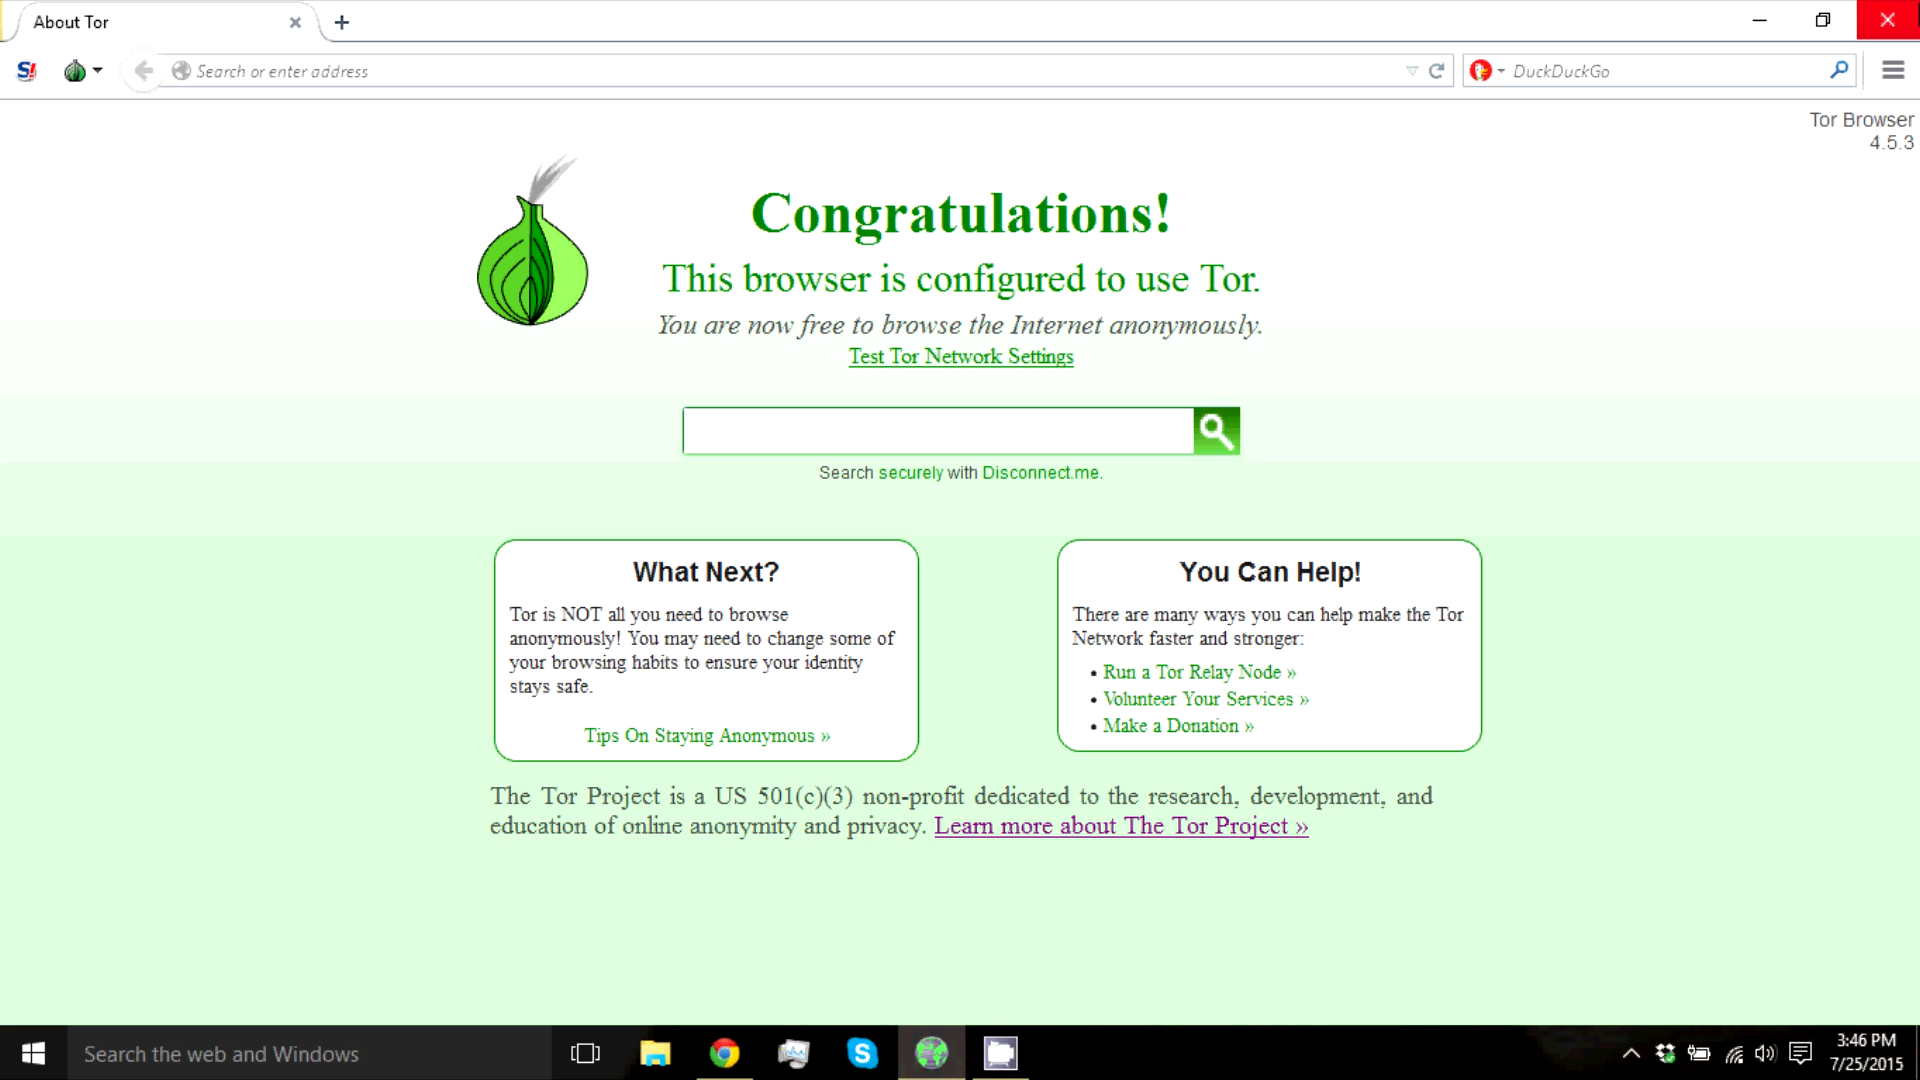 About Tor
S!
Search or enter address
DuckDuckGo
Tor Browser
4.5.3
Congratulations!
This browser is configured to use Tor.
You are now free to browse the Internet anonymously.
Test Tor Network Settings
Search securely with Disconnect.me.
What Next?
Tor is NOT all you need to browse
anonymously! You may need to change some of
your browsing habits to ensure your identity
stays safe.
Tips On Staying Anonymous »
You Can Help!
There are many ways you can help make the Tor
Network faster and stronger:
• Run a Tor Relay Node »
• Volunteer Your Services »
• Make a Donation »
The Tor Project is a US 501(c)(3) non-profit dedicated to the research, development, and
education of online anonymity and privacy. Learn more about The Tor Project »
Search the web and Windows
S
3:46 PM
7/25/2015